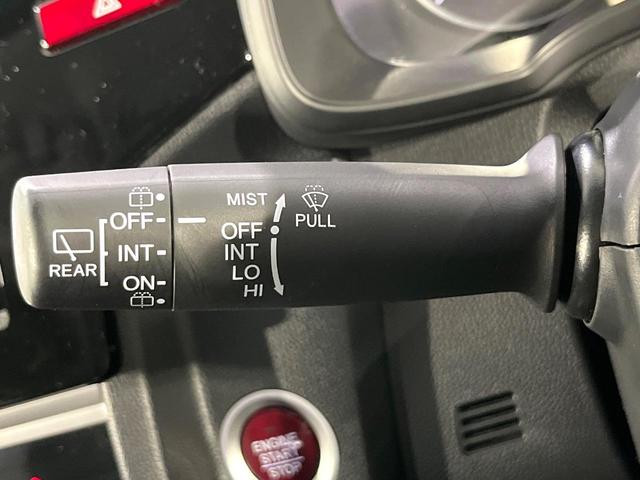 OFF
INT
ON
REAR
MIST
OFF
INT
LO
HI
PULL
ENGINE
START
STOP